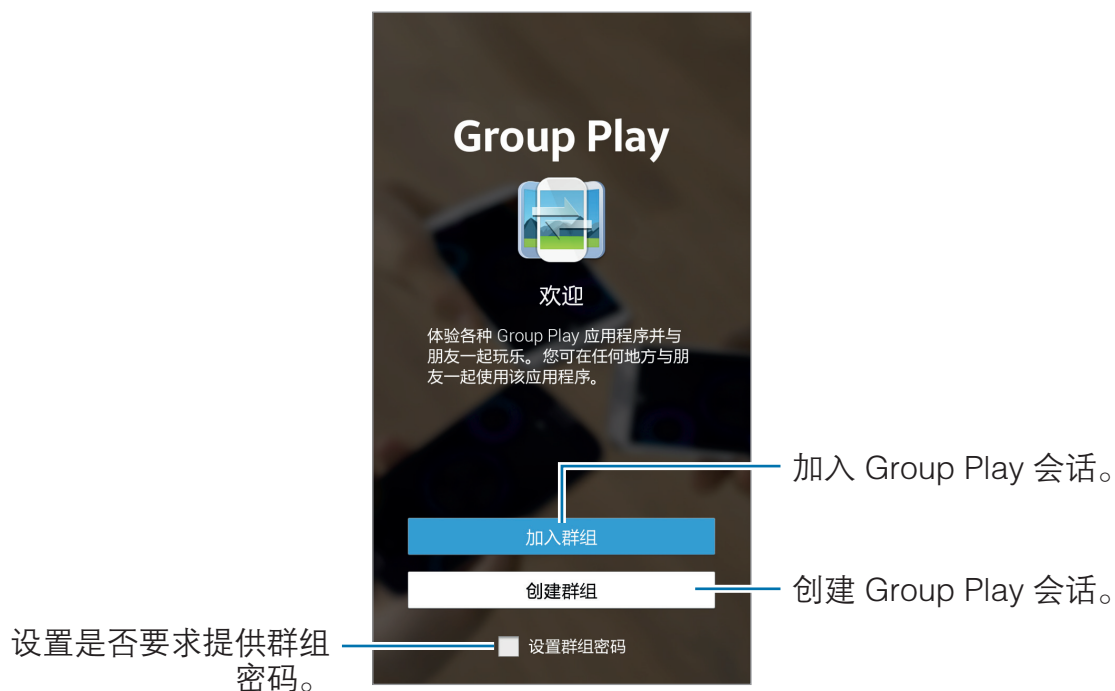 Group Play
欢迎
体验各种 Group Play 应用程序并与
朋友一起玩乐。 您可在任何地方与朋
友一起使用该应用程序。
加入 Group Play 会话。
加入群组
创建群组
创建 Group Play 会话。
设置是否要求提供群组
密码。
设置群组密码